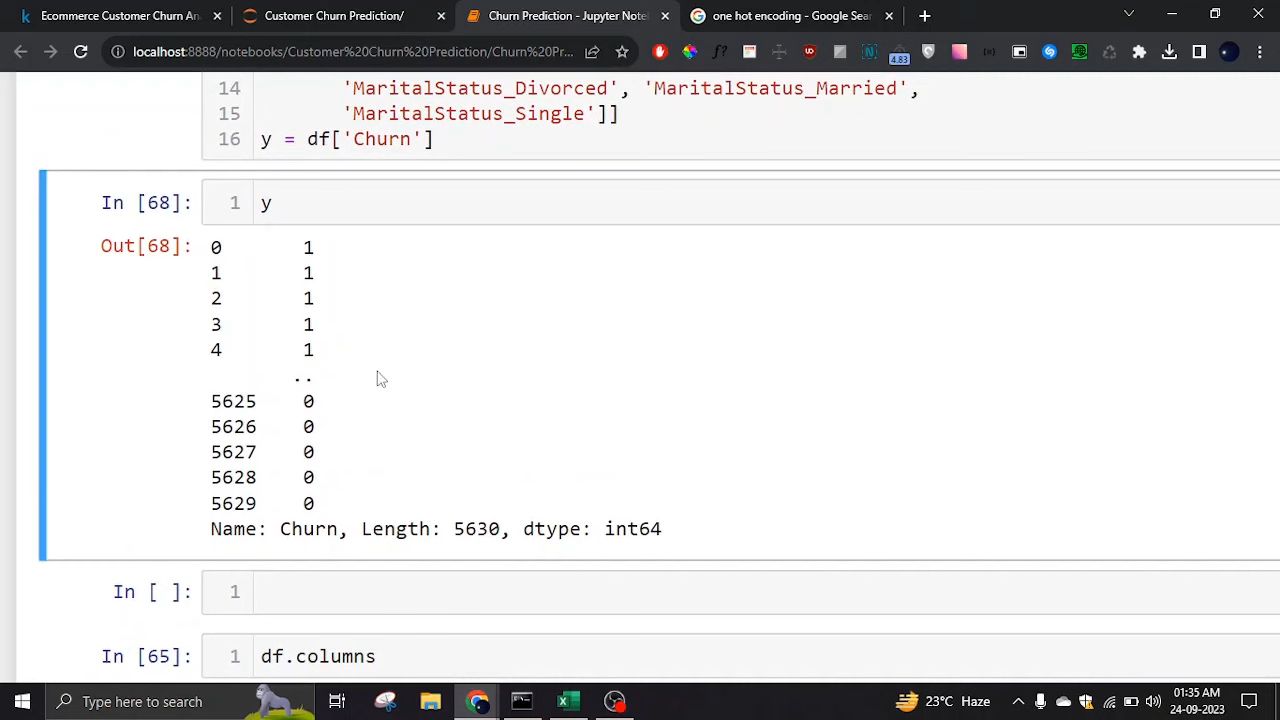 Ecommerce Customer Churn An
Customer Churn Prediction/
Churn Prediction - Jupyter Note
one hot encoding - Google Sear
localhost:8888/notebooks/Customer%20Churn%20Prediction/Churn%20Pr...
4.83
14 'MaritalStatus_Divorced', 'MaritalStatus_Married',
15 'MaritalStatus_Single']]
16 y = df['Churn']
In [68]: 1 y
Out[68]: 0 1
1 1
2 1
3 1
4 1
..
5625 0
5626 0
5627 0
5628 0
5629 0
Name: Churn, Length: 5630, dtype: int64
In [ ]: 1
In [65]: 1 df.columns
Type here to search
23°C Haze
01:35 AM
24-09-2023